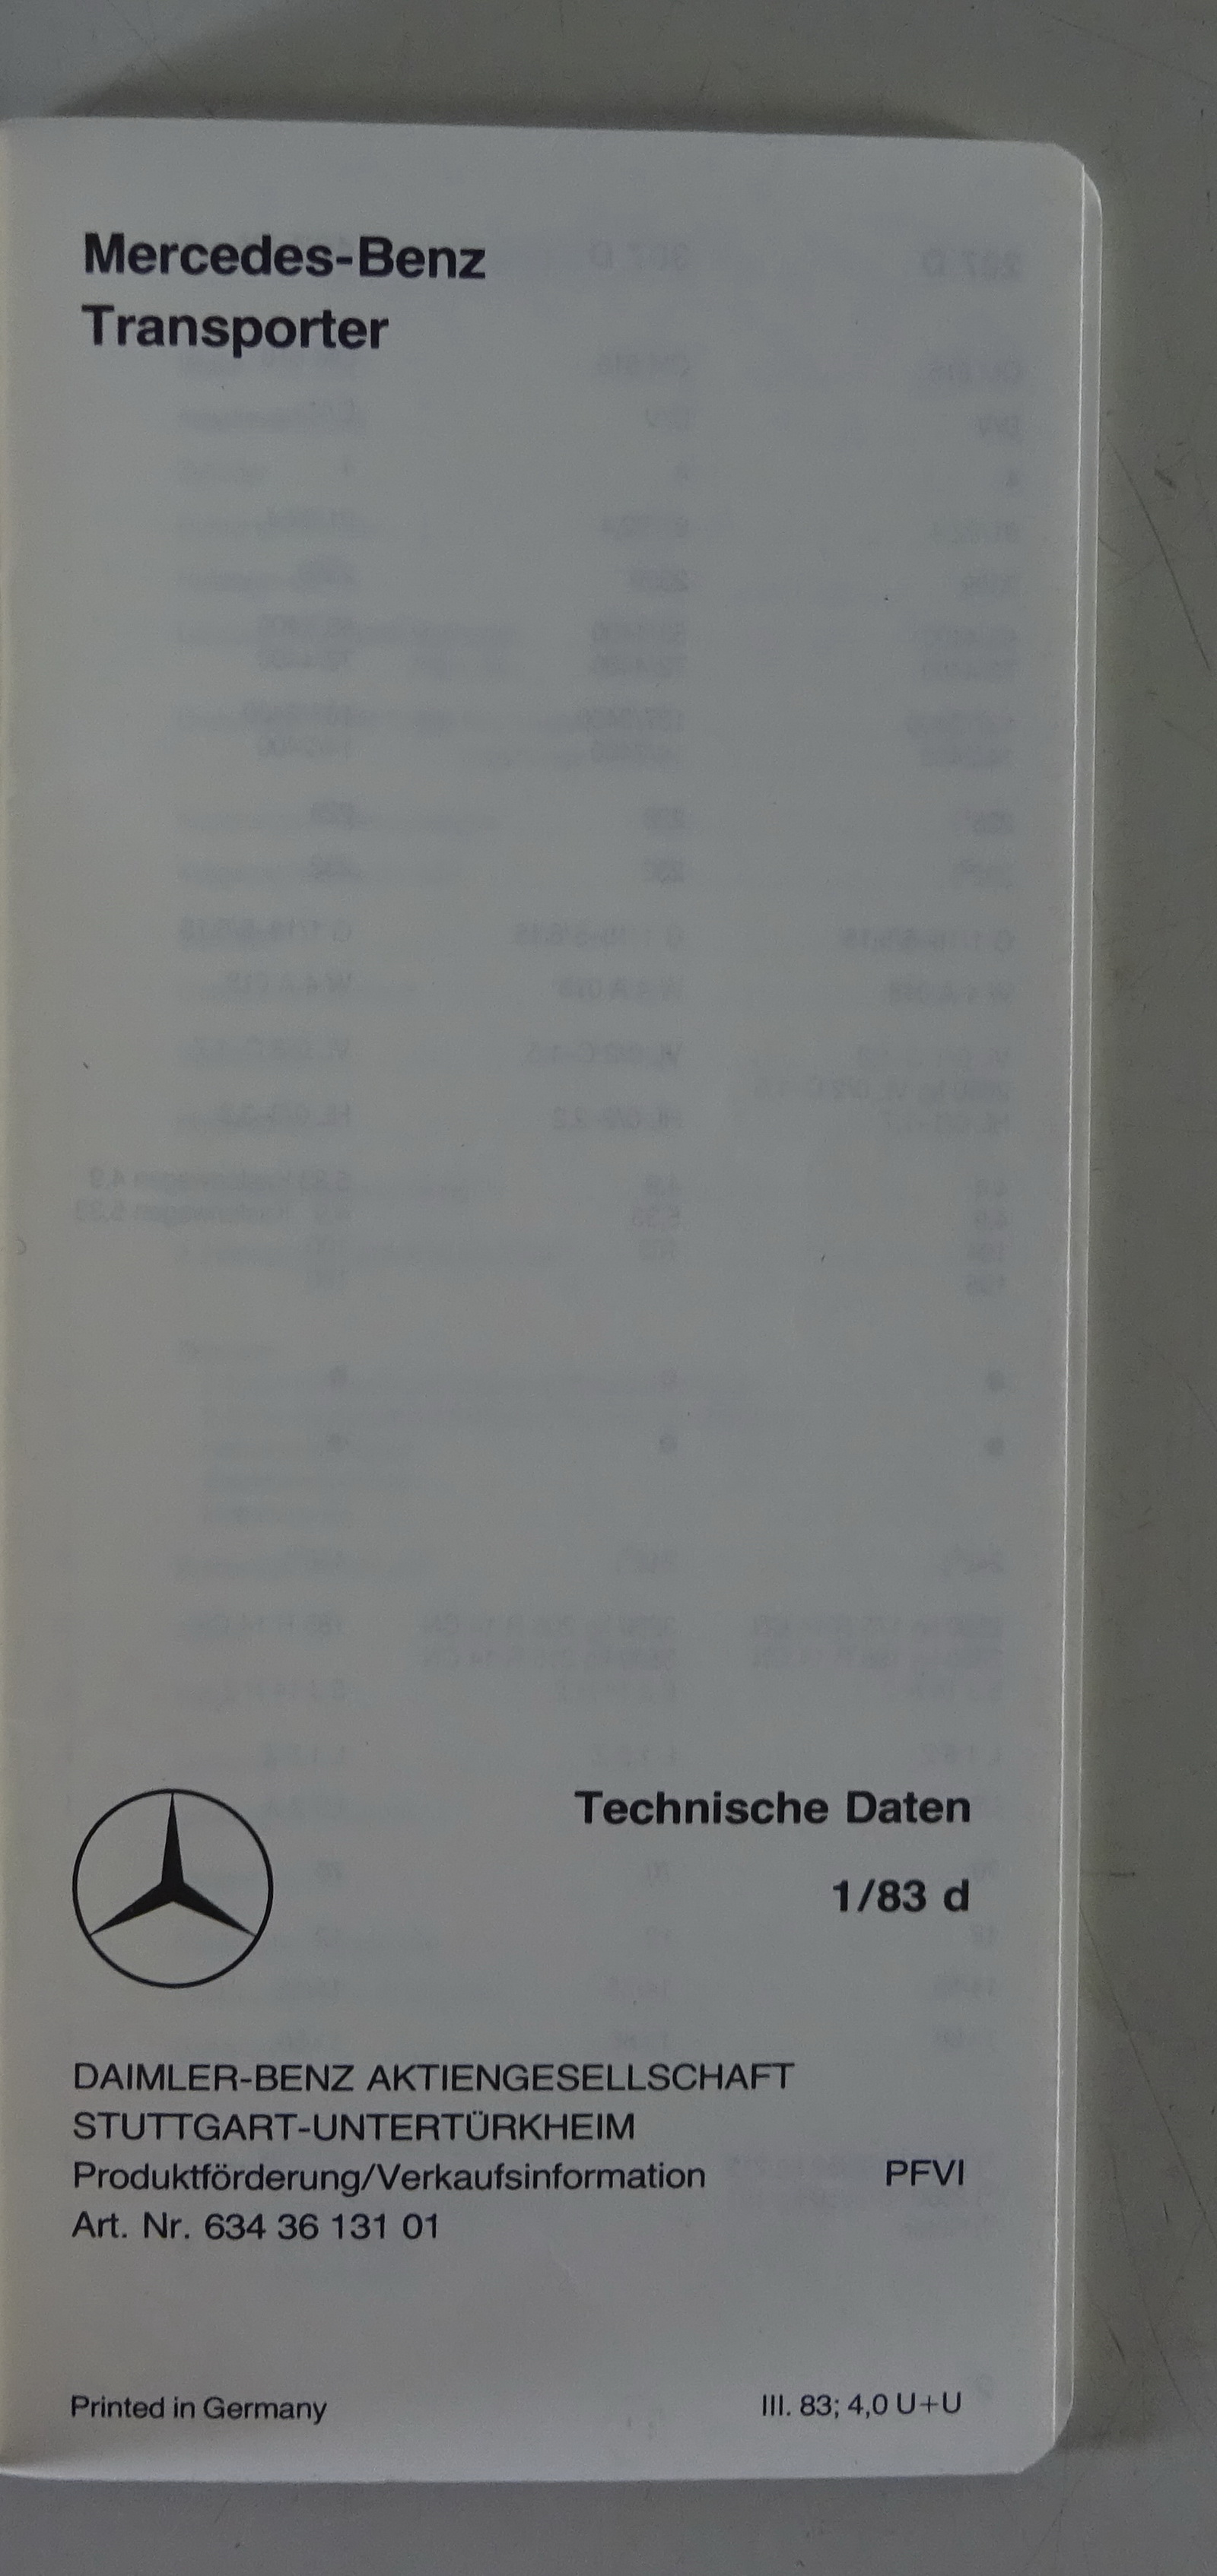 Mercedes-Benz
Transporter
Technische Daten
1/83 d
DAIMLER-BENZ AKTIENGESELLSCHAFT
STUTTGART-UNTERTÜRKHEIM
Produktförderung/Verkaufsinformation PFVI
Art. Nr. 634 36 131 01
Printed in Germany III. 83; 4,0 U+U